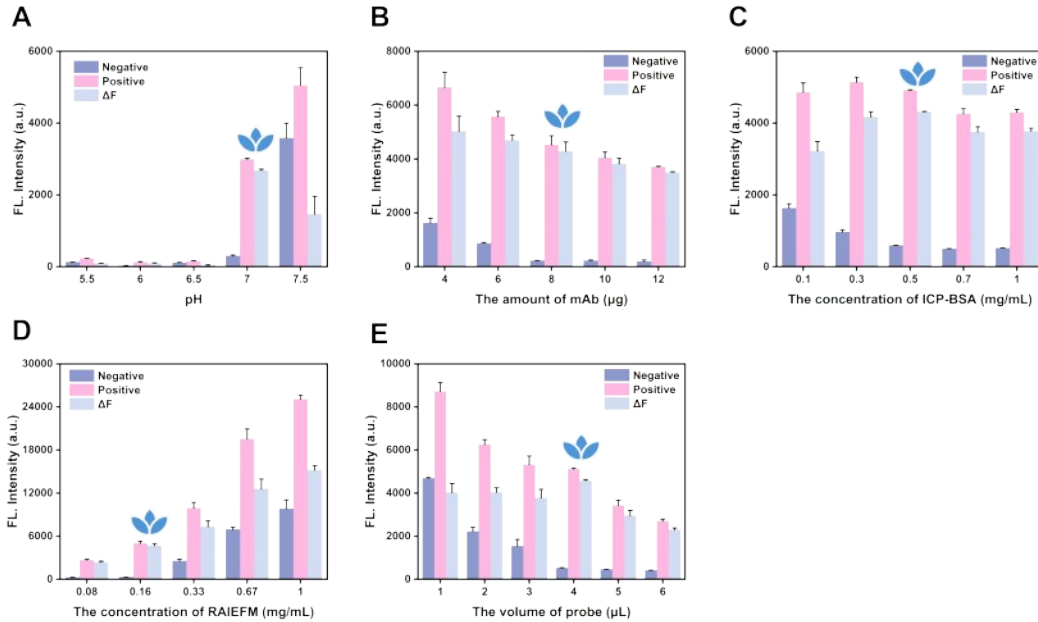 A
6000
4000
2000
0
FL. Intensity (a.u.)
Negative
Positive
ΔF
5.5 6 6.5 7 7.5
pH
B
8000
6000
4000
2000
0
FL. Intensity (a.u.)
Negative
Positive
ΔF
4 6 8 10 12
The amount of mAb (μg)
C
6000
4000
2000
0
FL. Intensity (a.u.)
Negative
Positive
ΔF
0.1 0.3 0.5 0.7 1
The concentration of ICP-BSA (mg/mL)
D
30000
24000
18000
12000
6000
0
FL. Intensity (a.u.)
Negative
Positive
ΔF
0.08 0.16 0.33 0.67 1
The concentration of RAIEFM (mg/mL)
E
10000
8000
6000
4000
2000
0
FL. Intensity (a.u.)
Negative
Positive
ΔF
1 2 3 4 5 6
The volume of probe (μL)